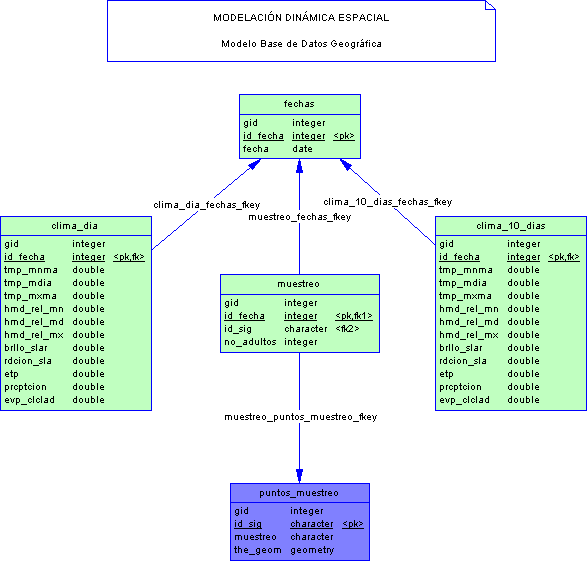 MODELACIÓN DINÁMICA ESPACIAL
Modelo Base de Datos Geográfica
fechas
gid integer
id_fecha integer <pk>
fecha date
clima_dia_fechas_fkey
muestreo_fechas_fkey
clima_10_dias_fechas_fkey
clima_dia
gid integer
id_fecha integer <pk,fk>
tmp_mnma double
tmp_mdia double
tmp_mxma double
hmd_rel_mn double
hmd_rel_md double
hmd_rel_mx double
brllo_slar double
rdcion_sla double
etp double
prcptcion double
evp_clclad double
muestreo
gid integer
id_fecha integer <pk,fk1>
id_sig character <fk2>
no_adultos integer
clima_10_dias
gid integer
id_fecha integer <pk,fk>
tmp_mnma double
tmp_mdia double
tmp_mxma double
hmd_rel_mn double
hmd_rel_md double
hmd_rel_mx double
brllo_slar double
rdcion_sla double
etp double
prcptcion double
evp_clclad double
muestreo_puntos_muestreo_fkey
puntos_muestreo
gid integer
id_sig character <pk>
muestreo character
the_geom geometry